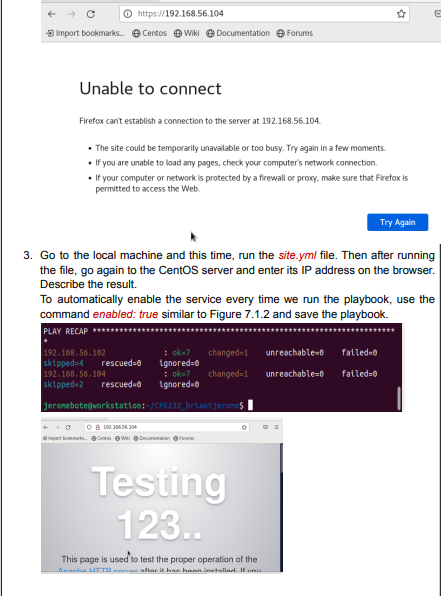 https://192.168.56.104
Import bookmarks... Centos Wiki Documentation Forums
Unable to connect
Firefox can't establish a connection to the server at 192.168.56.104.
• The site could be temporarily unavailable or too busy. Try again in a few moments.
• If you are unable to load any pages, check your computer's network connection.
• If your computer or network is protected by a firewall or proxy, make sure that Firefox is
permitted to access the Web.
Try Again
3. Go to the local machine and this time, run the site.yml file. Then after running
the file, go again to the CentOS server and enter its IP address on the browser.
Describe the result.
To automatically enable the service every time we run the playbook, use the
command enabled: true similar to Figure 7.1.2 and save the playbook.
PLAY RECAP *********************************************************************
*
192.168.56.102 : ok=7 changed=1 unreachable=0 failed=0
skipped=4 rescued=0 ignored=0
192.168.56.104 : ok=7 changed=1 unreachable=0 failed=0
skipped=2 rescued=0 ignored=0
jeromebote@workstation:~/CPE232_briantjerome$
192.168.56.104
Import bookmarks... Centos Wiki Documentation Forums
Testing
123..
This page is used to test the proper operation of the
Apache HTTP server after it has been installed. If you